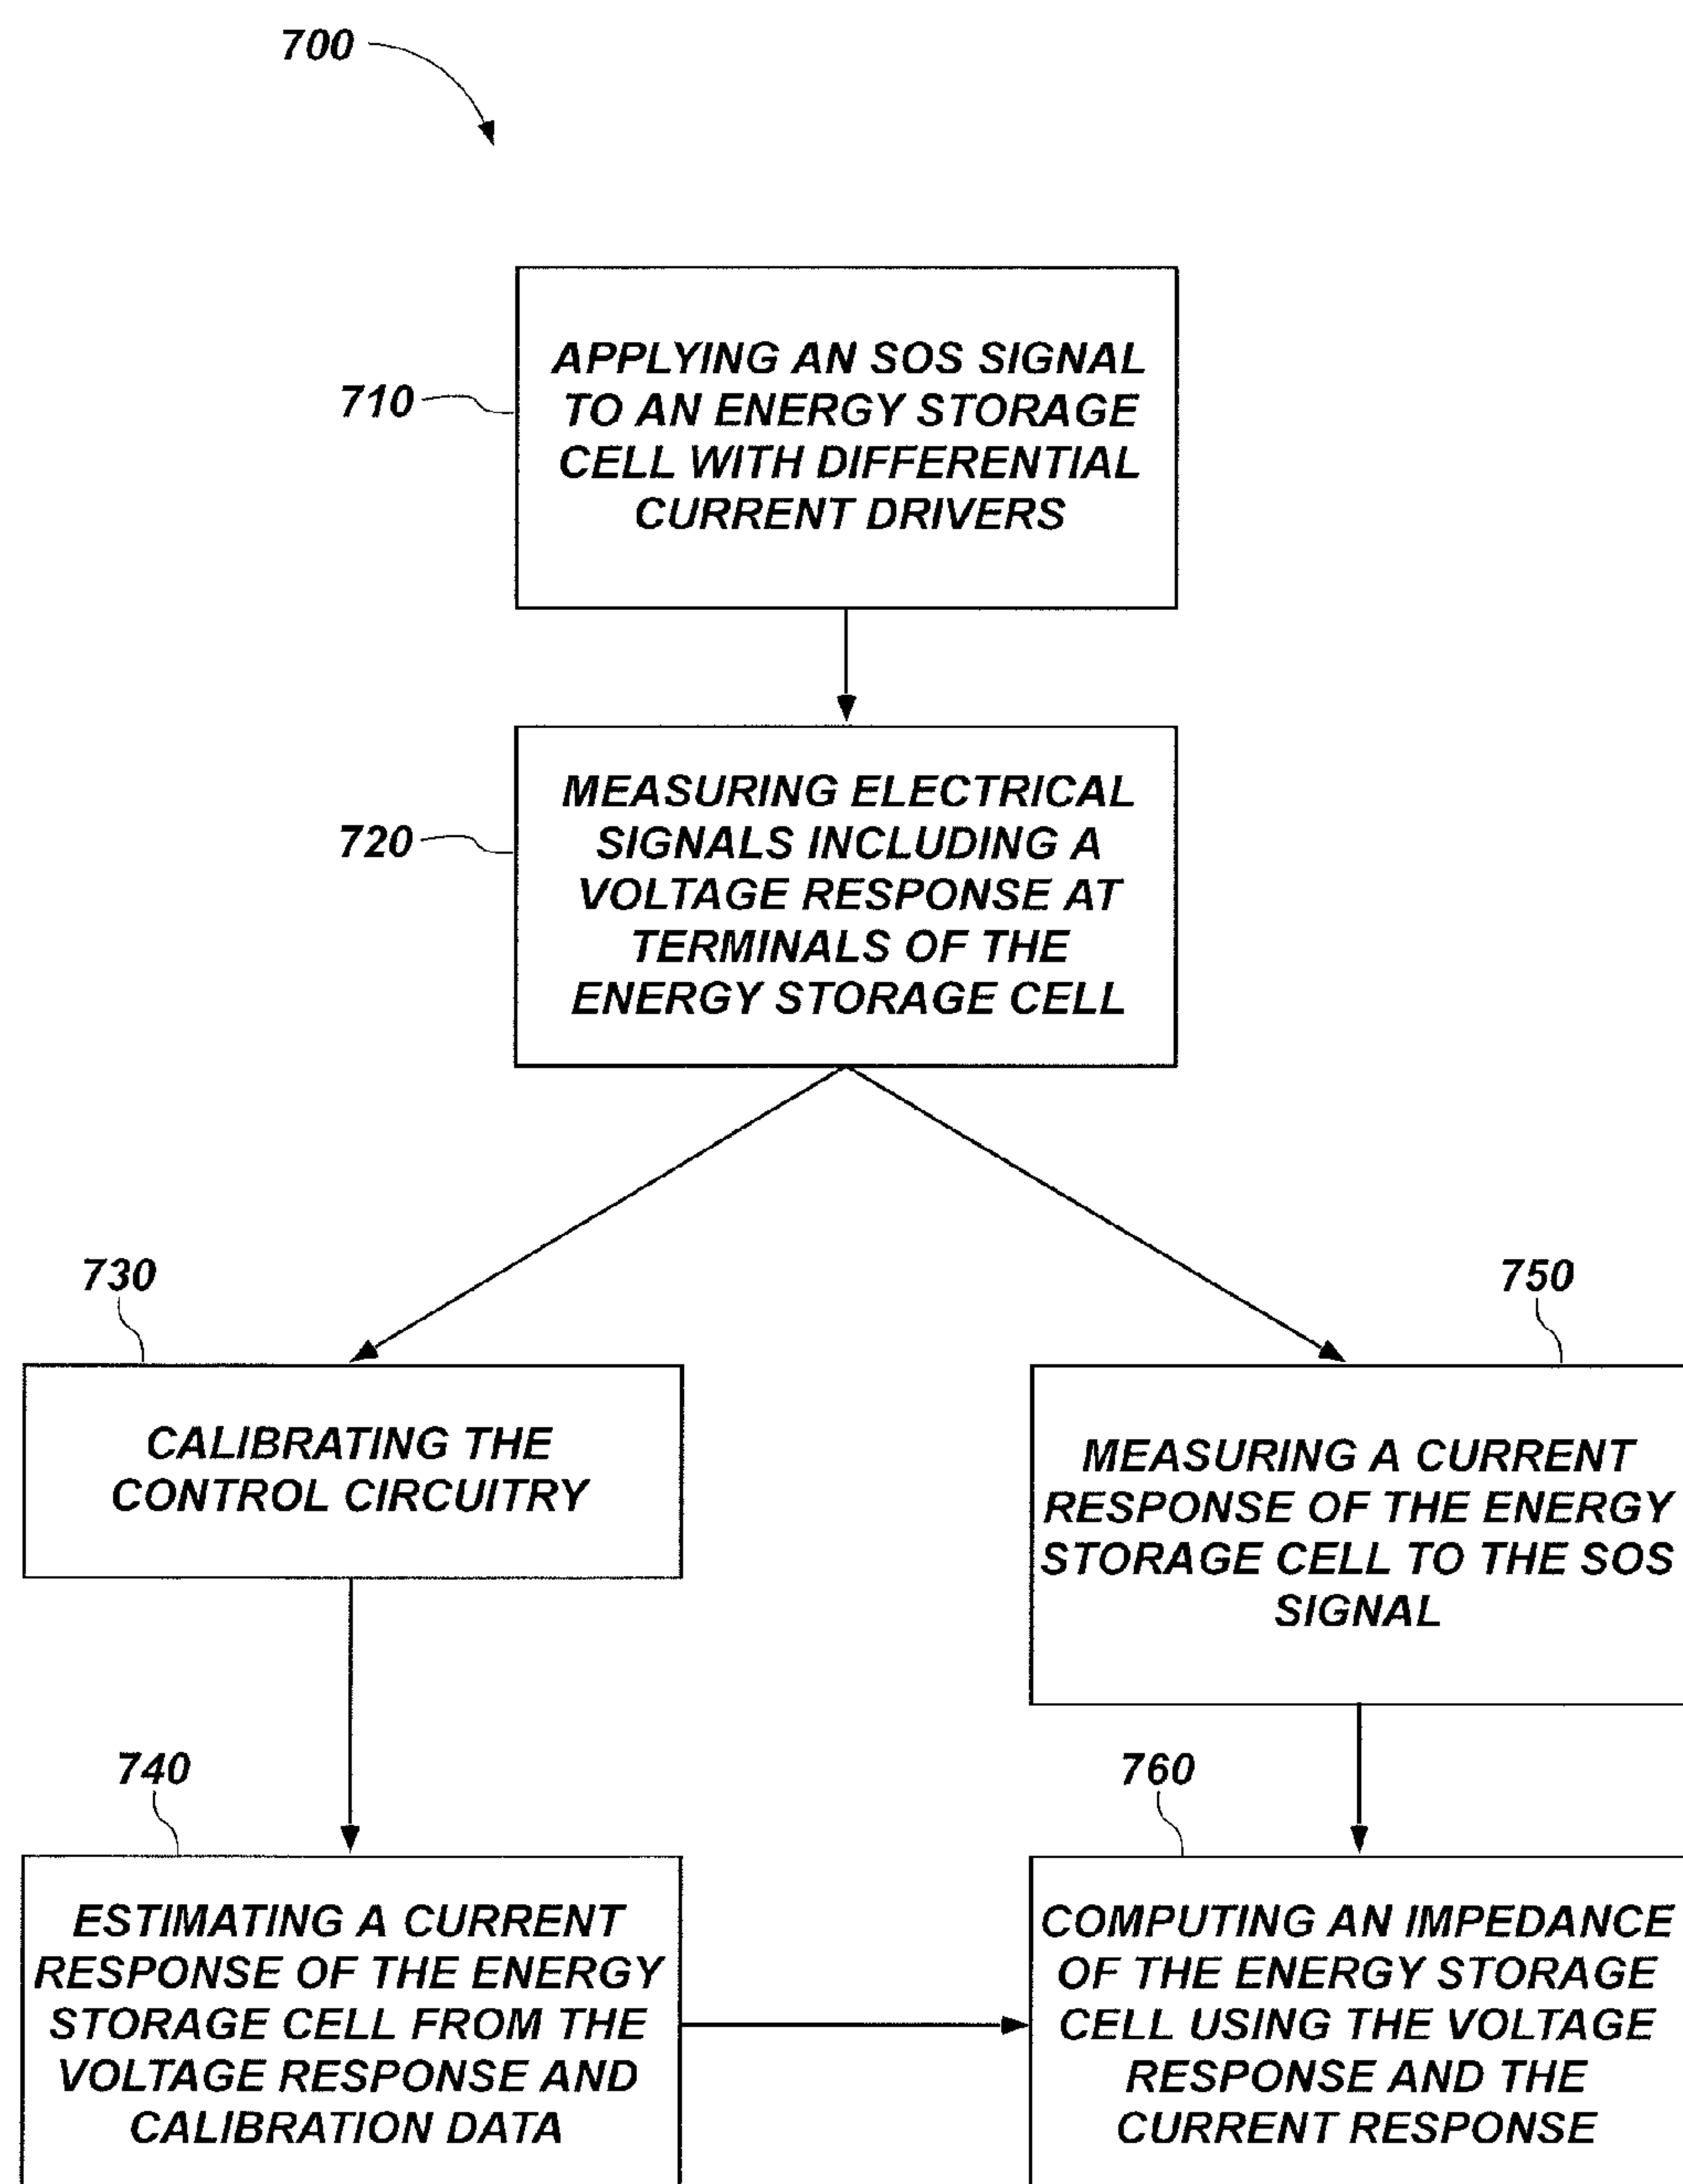 700
710
APPLYING AN SOS SIGNAL
TO AN ENERGY STORAGE
CELL WITH DIFFERENTIAL
CURRENT DRIVERS
720
MEASURING ELECTRICAL
SIGNALS INCLUDING A
VOLTAGE RESPONSE AT
TERMINALS OF THE
ENERGY STORAGE CELL
730
CALIBRATING THE
CONTROL CIRCUITRY
750
MEASURING A CURRENT
RESPONSE OF THE ENERGY
STORAGE CELL TO THE SOS
SIGNAL
740
ESTIMATING A CURRENT
RESPONSE OF THE ENERGY
STORAGE CELL FROM THE
VOLTAGE RESPONSE AND
CALIBRATION DATA
760
COMPUTING AN IMPEDANCE
OF THE ENERGY STORAGE
CELL USING THE VOLTAGE
RESPONSE AND THE
CURRENT RESPONSE